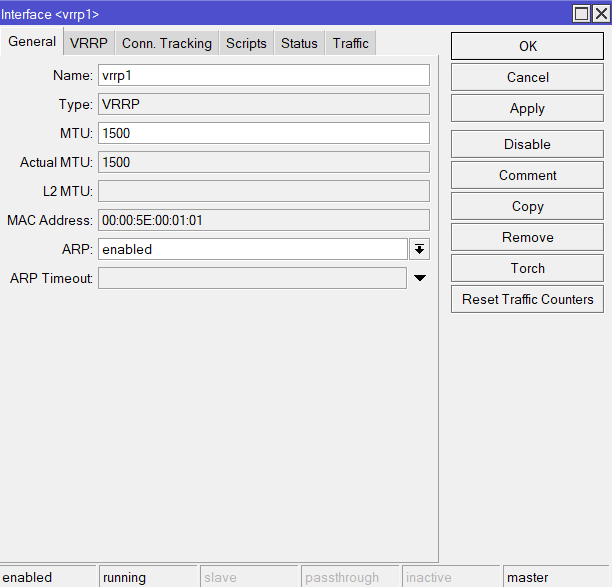 Interface <vrrp1>
General VRRP Conn. Tracking Scripts Status Traffic
Name: vrrp1
Type: VRRP
MTU: 1500
Actual MTU: 1500
L2 MTU:
MAC Address: 00:00:5E:00:01:01
ARP: enabled
ARP Timeout:
OK
Cancel
Apply
Disable
Comment
Copy
Remove
Torch
Reset Traffic Counters
enabled running slave passthrough inactive master